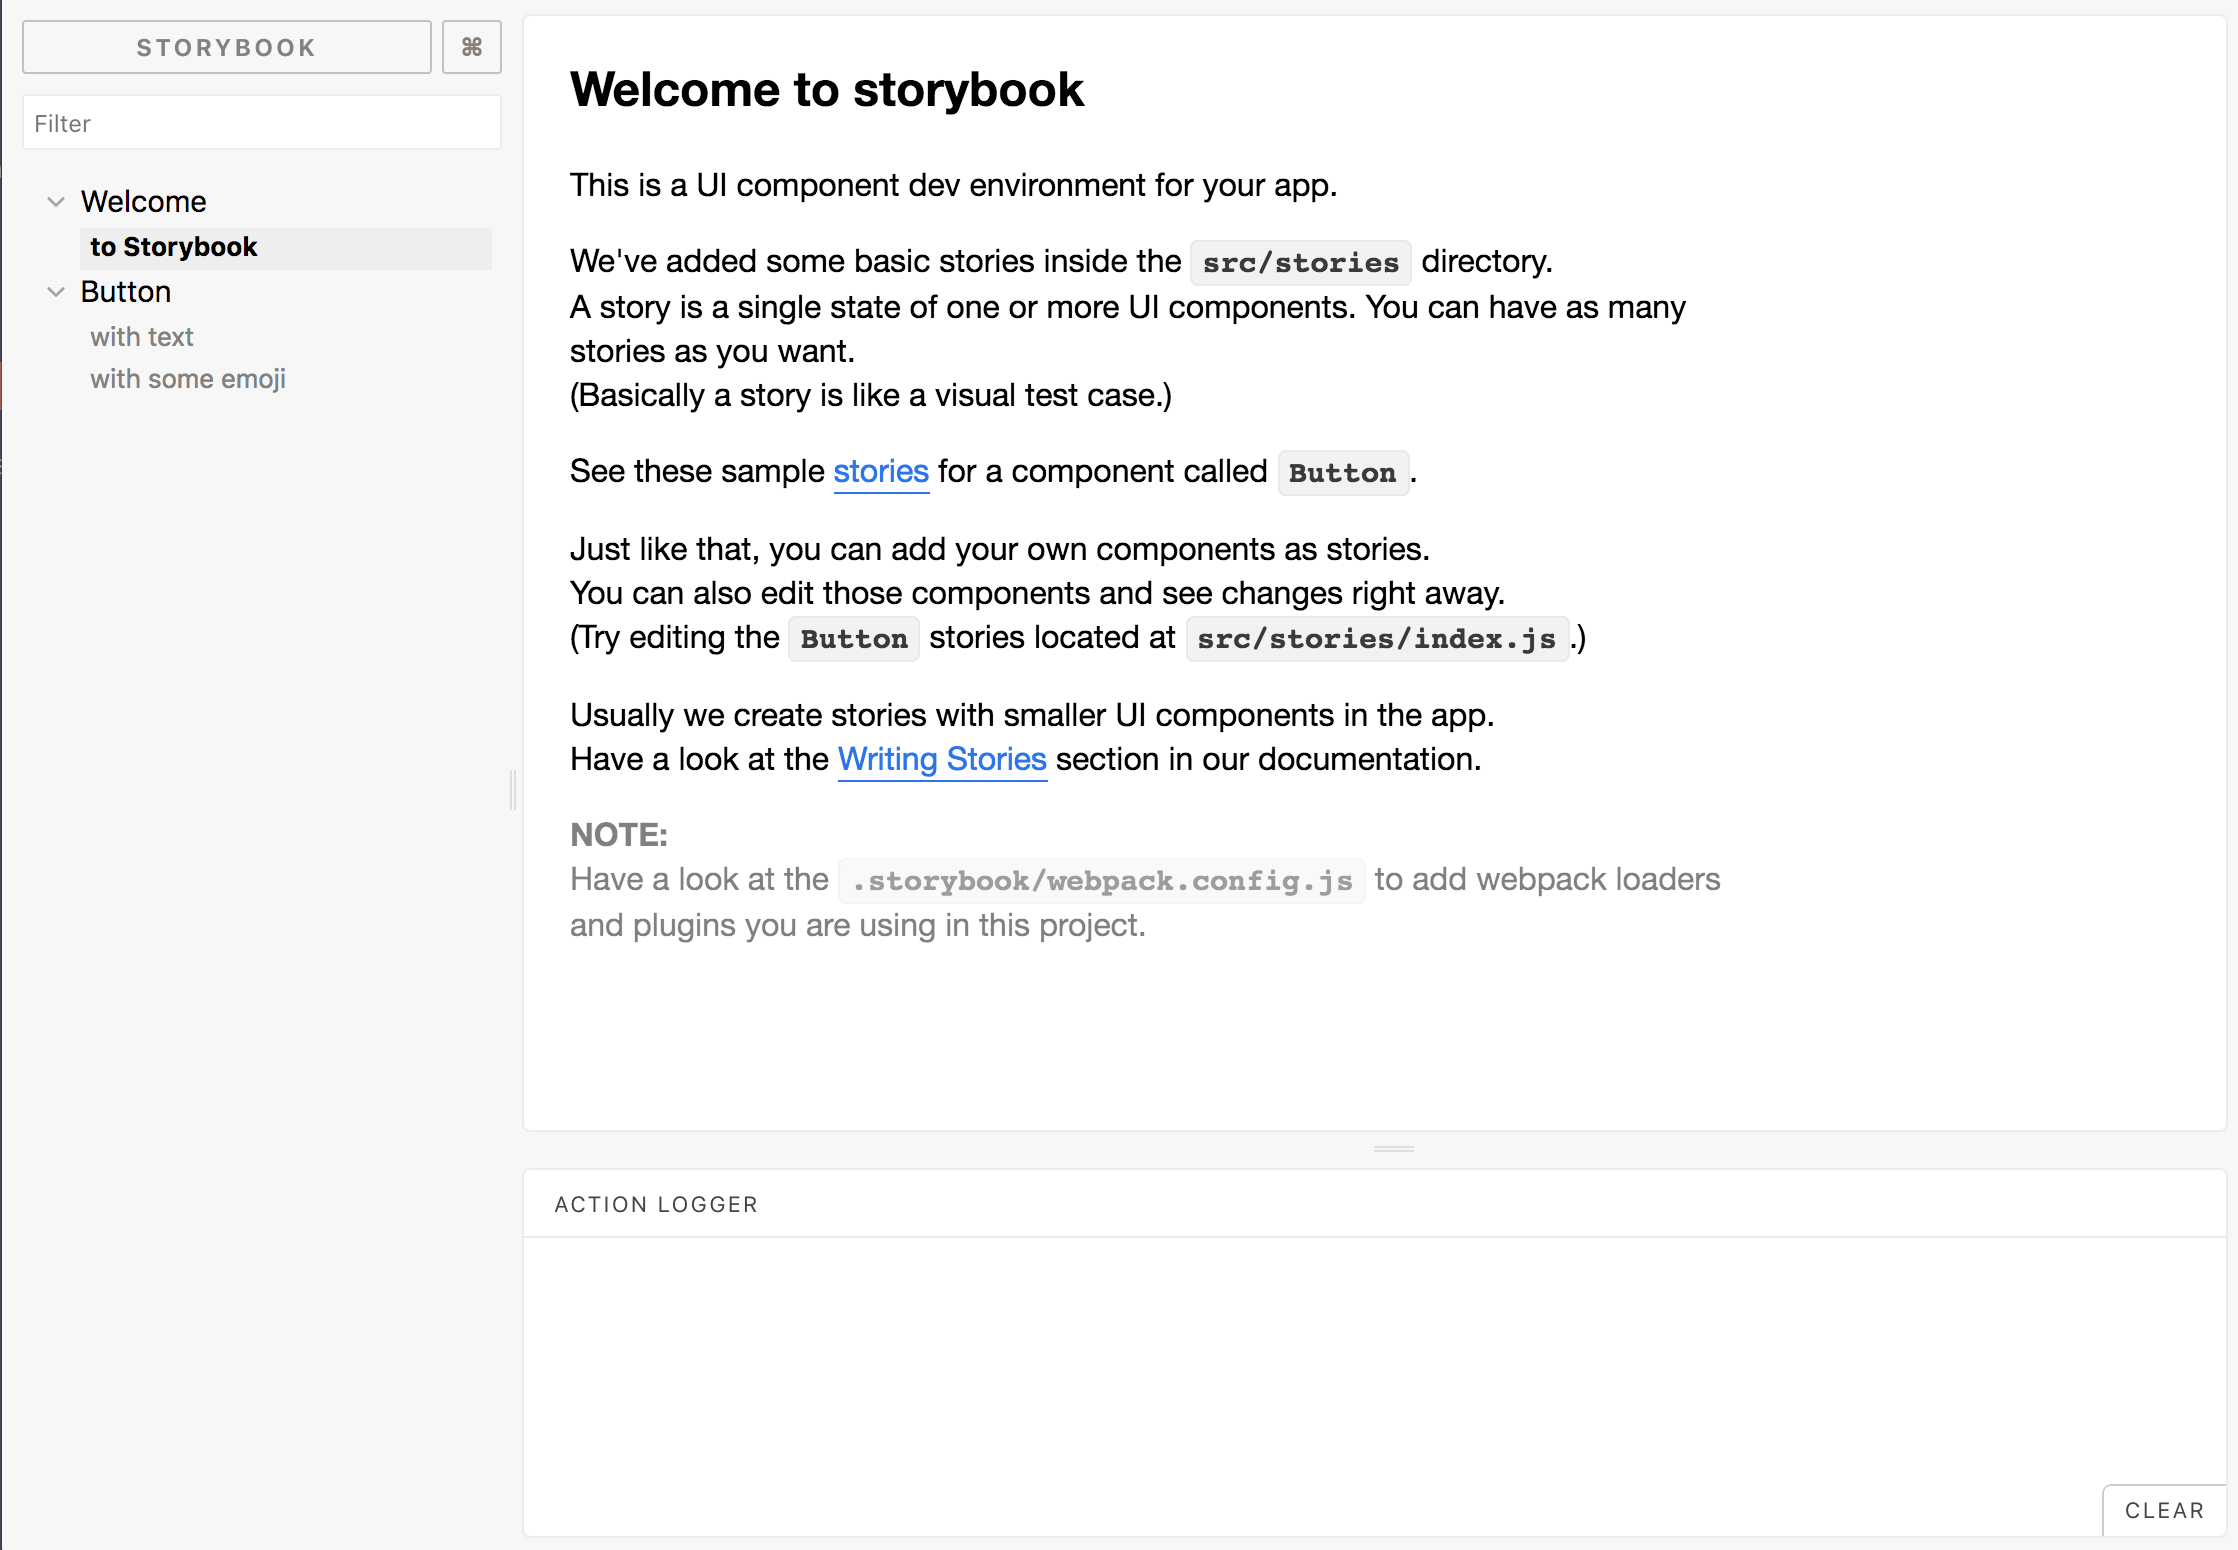 STORYBOOK ⌘
Filter
Welcome
to Storybook
Button
with text
with some emoji
Welcome to storybook
This is a UI component dev environment for your app.
We've added some basic stories inside the src/stories directory.
A story is a single state of one or more UI components. You can have as many
stories as you want.
(Basically a story is like a visual test case.)
See these sample stories for a component called Button.
Just like that, you can add your own components as stories.
You can also edit those components and see changes right away.
(Try editing the Button stories located at src/stories/index.js.)
Usually we create stories with smaller UI components in the app.
Have a look at the Writing Stories section in our documentation.
NOTE:
Have a look at the .storybook/webpack.config.js to add webpack loaders
and plugins you are using in this project.
ACTION LOGGER
CLEAR